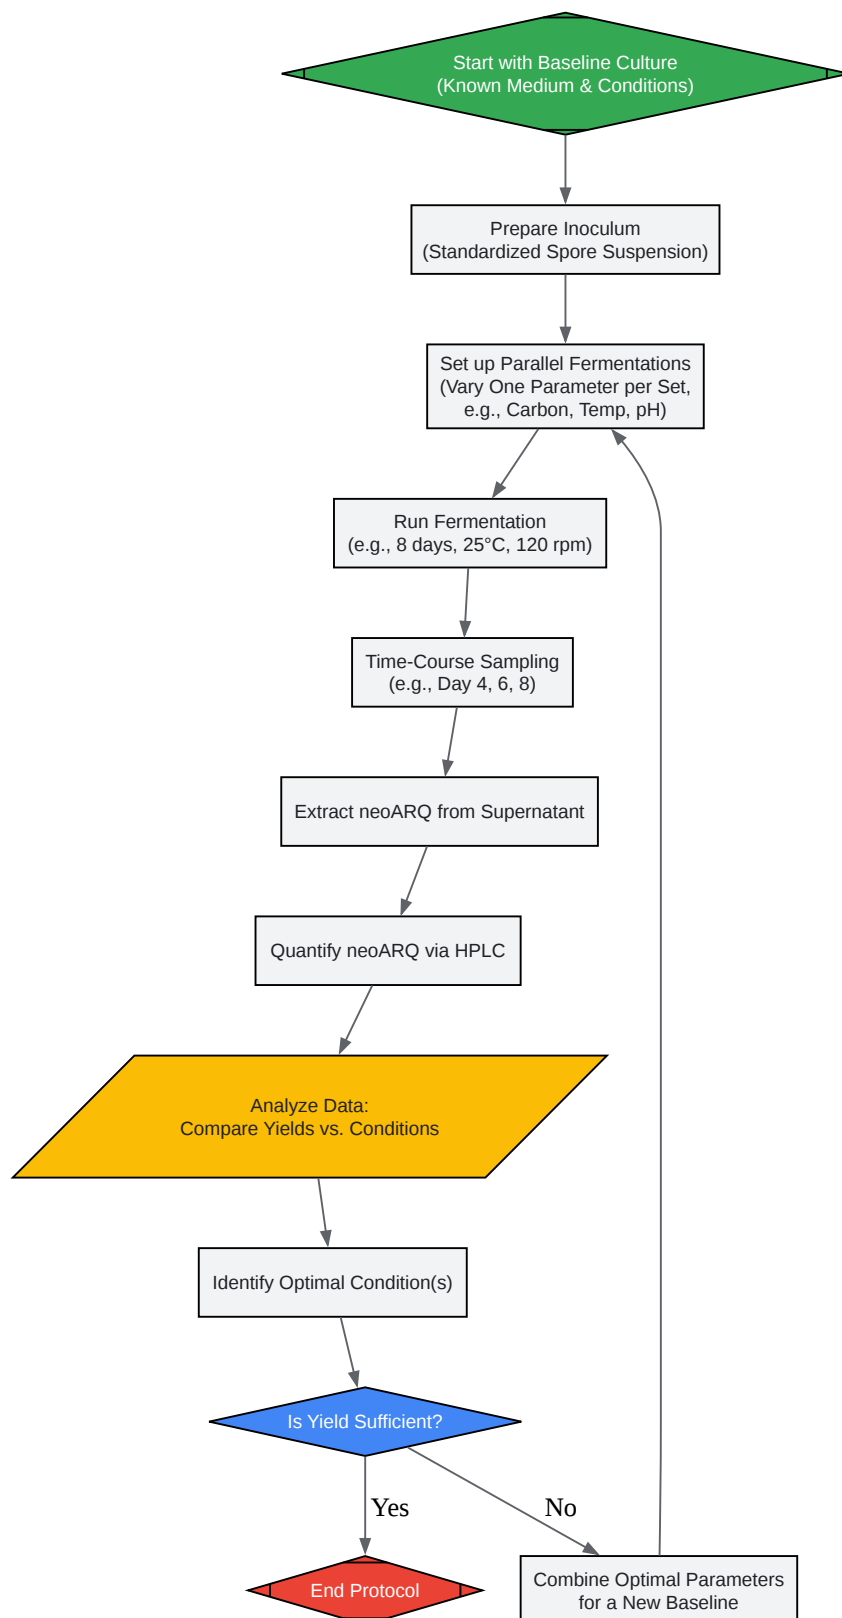 Start with Baseline Culture
(Known Medium & Conditions)
Prepare Inoculum
(Standardized Spore Suspension)
Set up Parallel Fermentations
(Vary One Parameter per Set,
e.g., Carbon, Temp, pH)
Run Fermentation
(e.g., 8 days, 25°C, 120 rpm)
Time-Course Sampling
(e.g., Day 4, 6, 8)
Extract neoARQ from Supernatant
Quantify neoARQ via HPLC
Analyze Data:
Compare Yields vs. Conditions
Identify Optimal Condition(s)
Is Yield Sufficient?
Yes
No
End Protocol
Combine Optimal Parameters
for a New Baseline